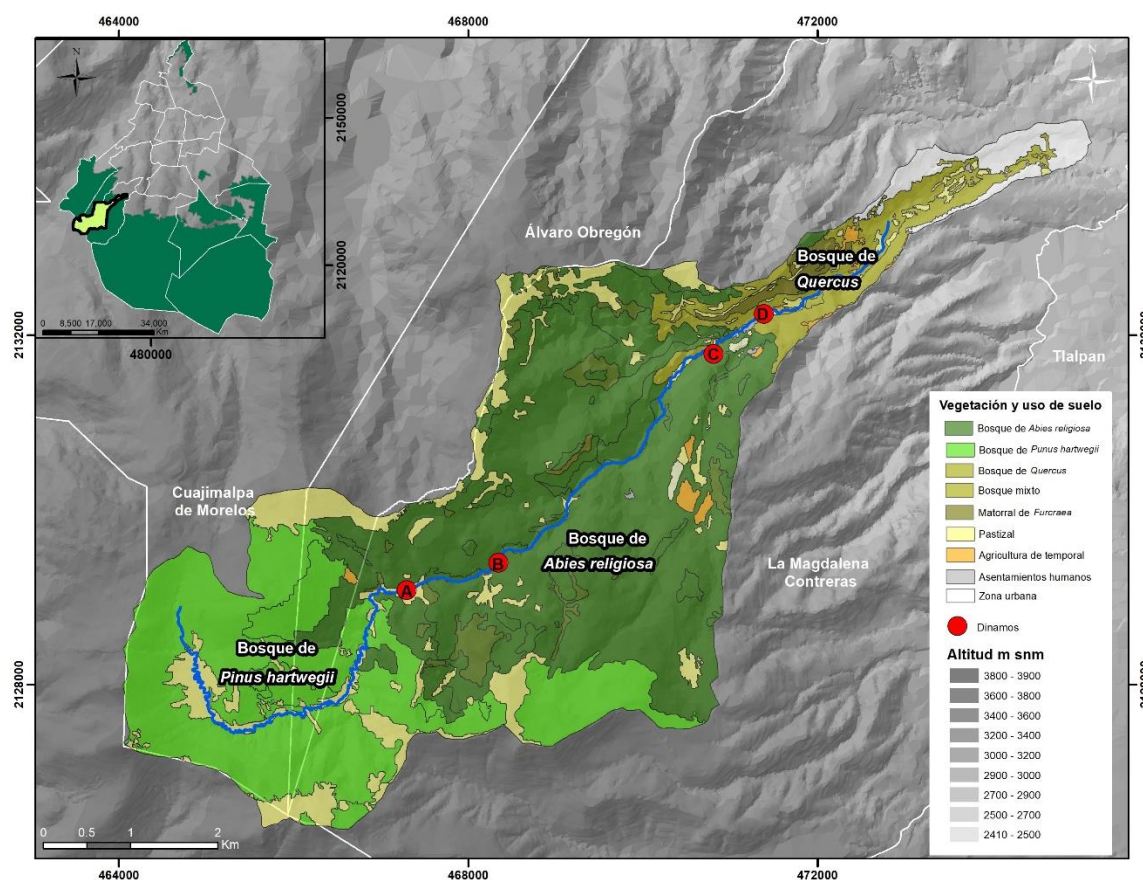 464000
468000
472000
N
2150000
2120000
0 8,500 17,000 34,000
Km
480000
N
Álvaro Obregón
Bosque de
Quercus
D
2132000
C
Tlalpan
Cuajimalpa
de Morelos
Bosque de
Abies religiosa
B
A
La Magdalena
Contreras
Bosque de
Pinus hartwegii
2128000
Vegetación y uso de suelo
Bosque de Abies religiosa
Bosque de Pinus hartwegii
Bosque de Quercus
Bosque mixto
Matorral de Furcraea
Pastizal
Agricultura de temporal
Asentamientos humanos
Zona urbana
Dinamos
Altitud m snm
3800 - 3900
3600 - 3800
3400 - 3600
3200 - 3400
3000 - 3200
2900 - 3000
2700 - 2900
2500 - 2700
2410 - 2500
0 0.5 1 2
Km
464000
468000
472000